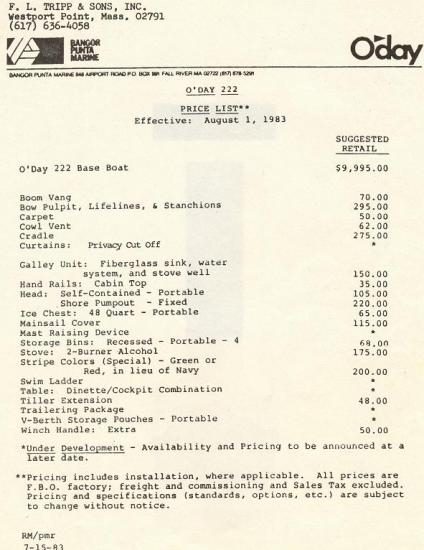 F. L. TRIPP & SONS, INC.
Westport Point, Mass. 02791
(617) 636-4058
BANGOR
PUNTA
MARINE
O'day
BANGOR PUNTA MARINE 848 AIRPORT ROAD P.O. BOX 991 FALL RIVER MA 02722 (617) 678-5291
O'DAY 222
PRICE LIST**
Effective: August 1, 1983
SUGGESTED
RETAIL
O'Day 222 Base Boat $9,995.00
Boom Vang 70.00
Bow Pulpit, Lifelines, & Stanchions 295.00
Carpet 50.00
Cowl Vent 62.00
Cradle 275.00
Curtains: Privacy Cut Off *
Galley Unit: Fiberglass sink, water
system, and stove well 150.00
Hand Rails: Cabin Top 35.00
Head: Self-Contained - Portable 105.00
Shore Pumpout - Fixed 220.00
Ice Chest: 48 Quart - Portable 65.00
Mainsail Cover 115.00
Mast Raising Device *
Storage Bins: Recessed - Portable - 4 68.00
Stove: 2-Burner Alcohol 175.00
Stripe Colors (Special) - Green or
Red, in lieu of Navy 200.00
Swim Ladder *
Table: Dinette/Cockpit Combination *
Tiller Extension 48.00
Trailering Package *
V-Berth Storage Pouches - Portable *
Winch Handle: Extra 50.00
*Under Development - Availability and Pricing to be announced at a
later date.
**Pricing includes installation, where applicable. All prices are
F.B.O. factory; freight and commissioning and Sales Tax excluded.
Pricing and specifications (standards, options, etc.) are subject
to change without notice.
RM/pmr
7-15-83